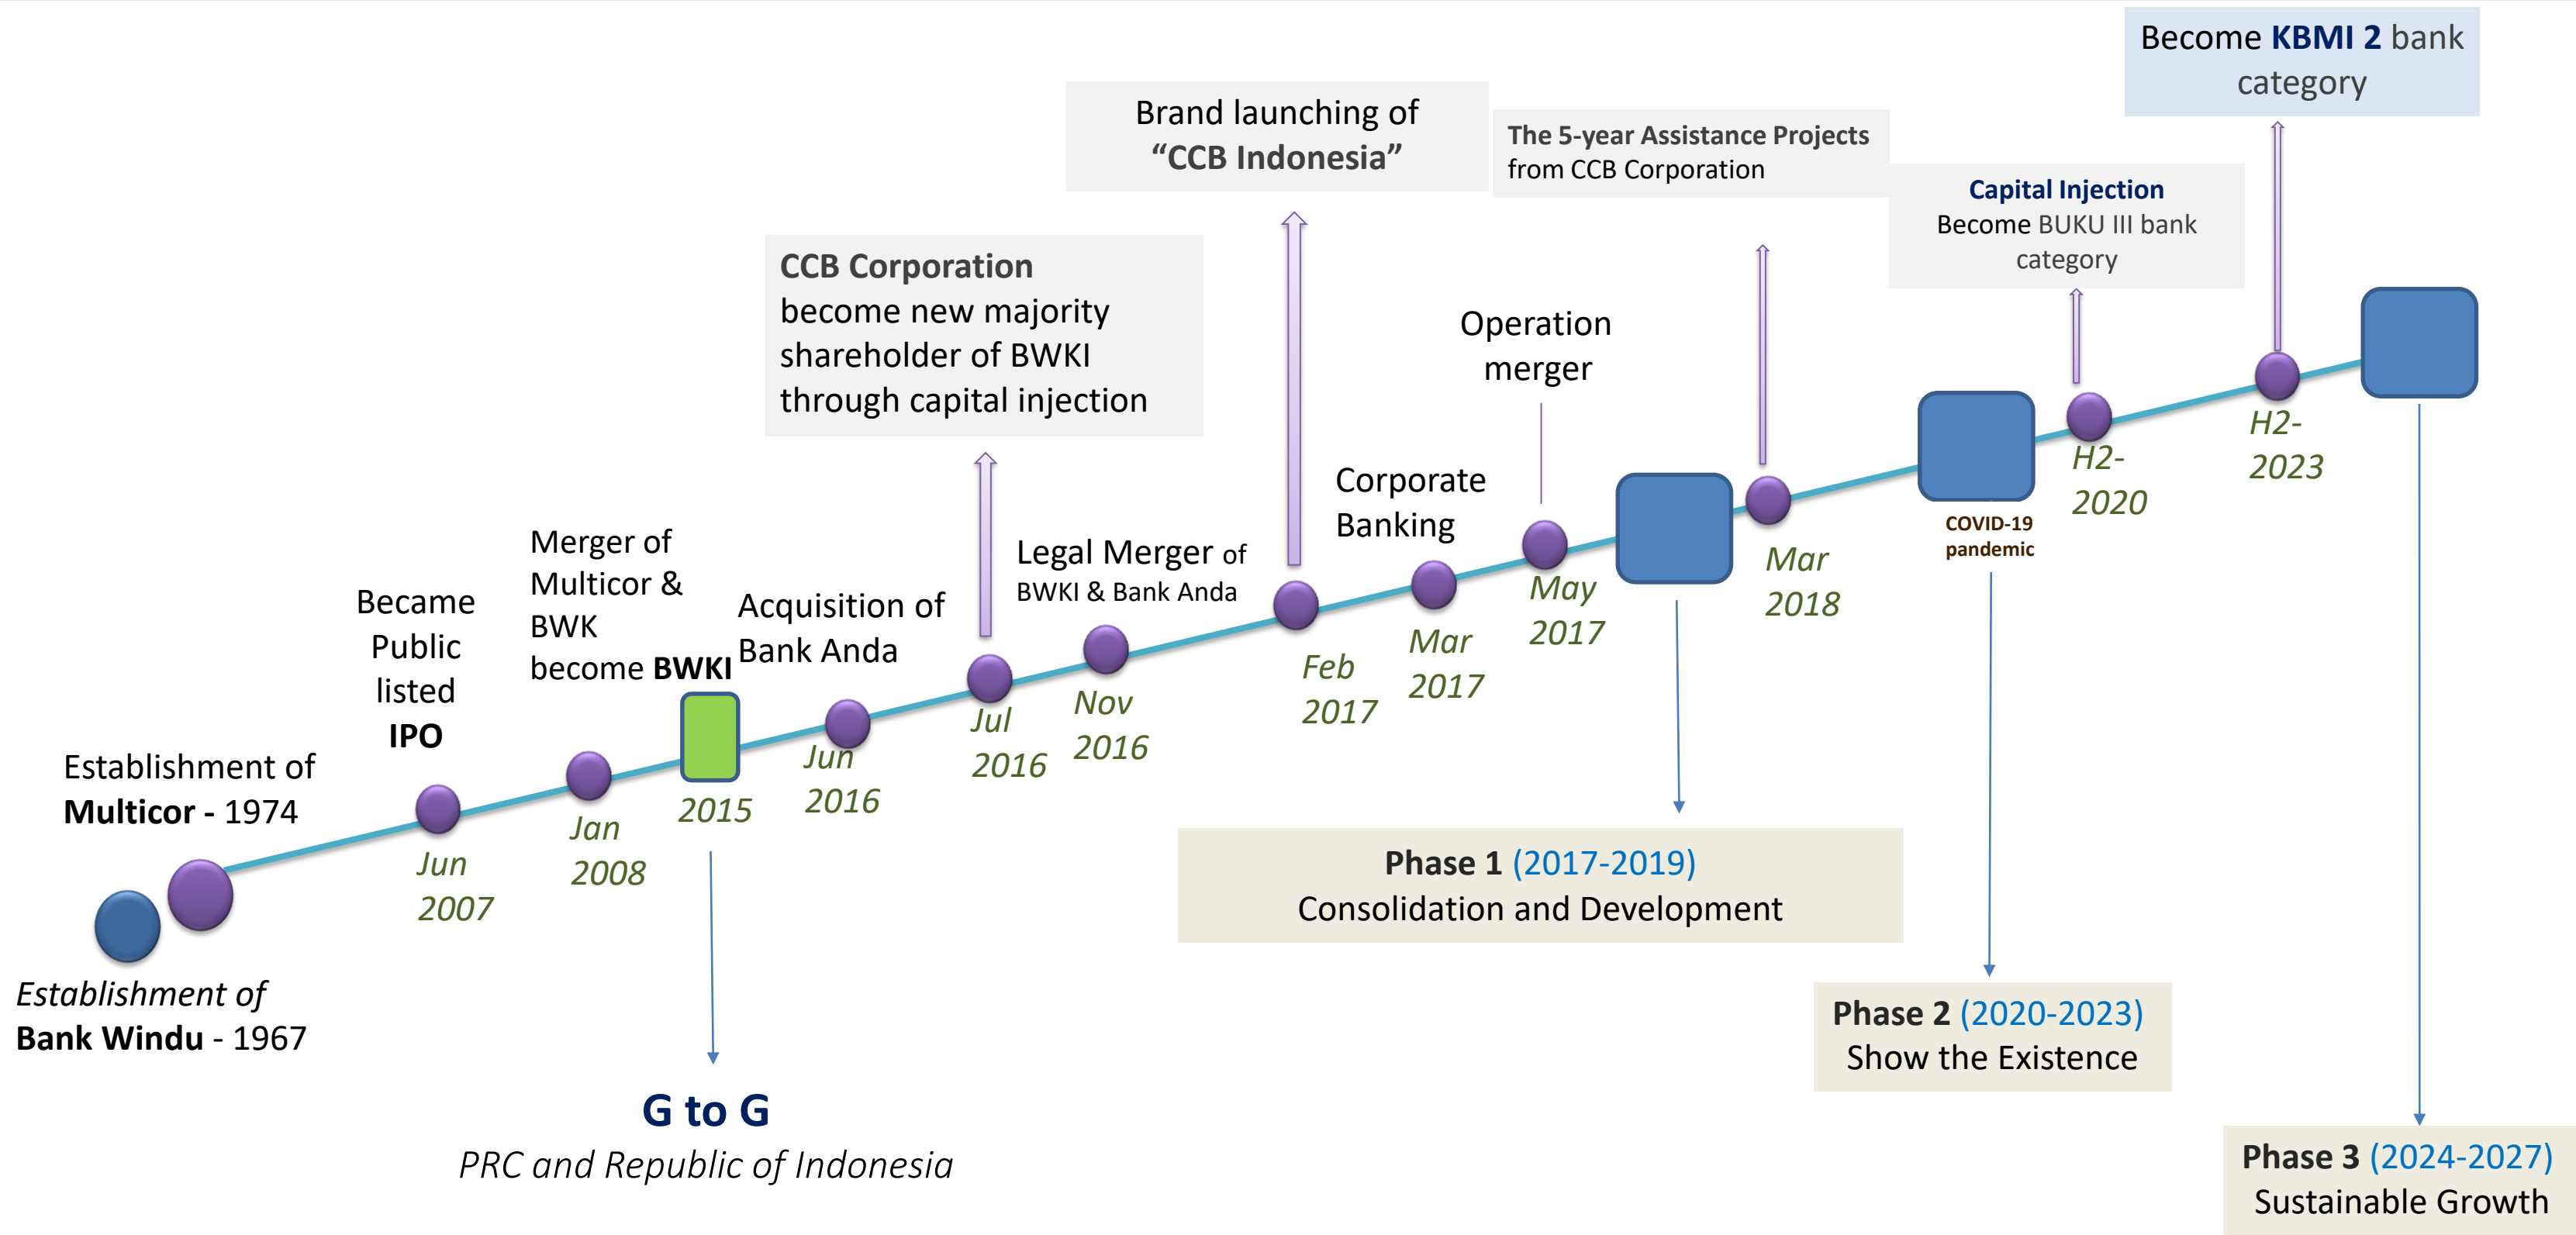 Become KBMI 2 bank
category
Brand launching of
“CCB Indonesia”
The 5-year Assistance Projects
from CCB Corporation
Capital Injection
Become BUKU III bank
category
CCB Corporation
become new majority
shareholder of BWKI
through capital injection
Operation
merger
Corporate
Banking
Legal Merger of
BWKI & Bank Anda
Merger of
Multicor &
BWK
become BWKI
Acquisition of
Bank Anda
Became
Public
listed
IPO
Establishment of
Multicor - 1974
Establishment of
Bank Windu - 1967
Jun
2007
Jan
2008
2015
Jun
2016
Jul
2016
Nov
2016
Feb
2017
Mar
2017
May
2017
Mar
2018
COVID-19
pandemic
H2-
2020
H2-
2023
G to G
PRC and Republic of Indonesia
Phase 1 (2017-2019)
Consolidation and Development
Phase 2 (2020-2023)
Show the Existence
Phase 3 (2024-2027)
Sustainable Growth